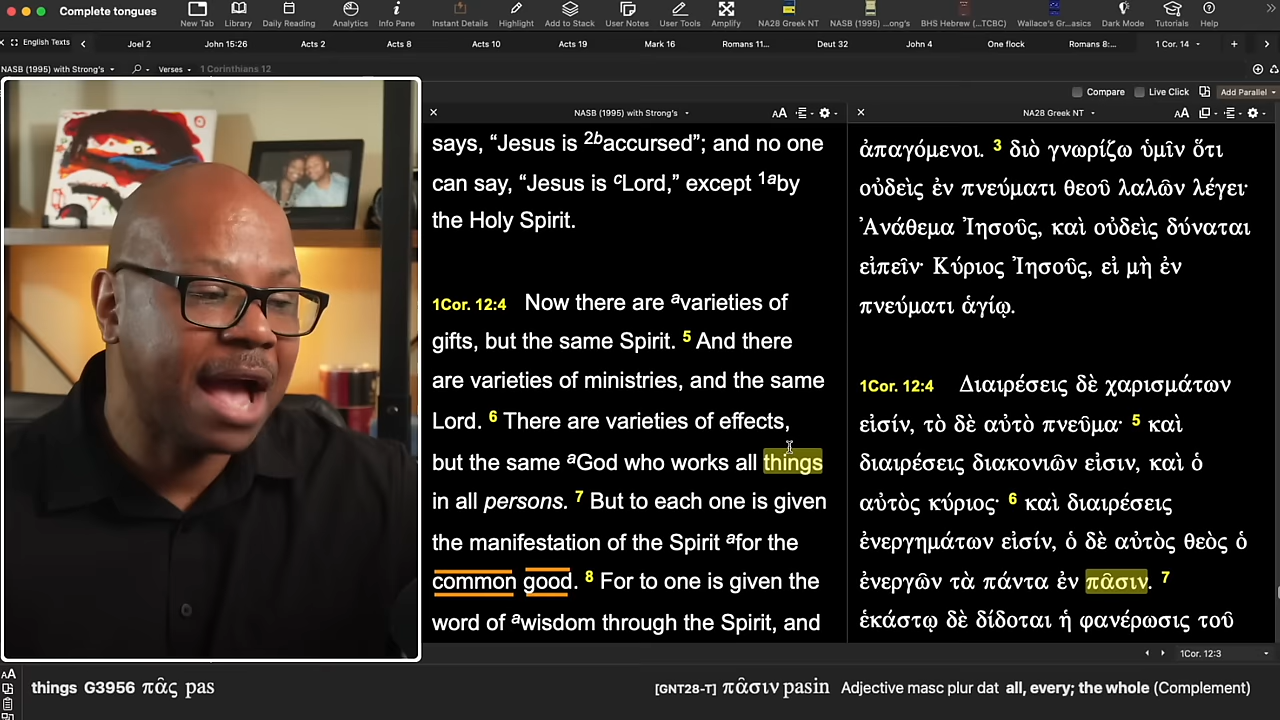 Complete tongues
New Tab Library Daily Reading Analytics Info Pane Instant Details Highlight Add to Stack User Notes User Tools Amplify NA28 Greek NT NASB (1995) ...ong's BHS Hebrew (...TCBC) Wallace's Gr...asics Dark Mode Tutorials Help
English Texts Joel 2 John 15:26 Acts 2 Acts 8 Acts 10 Acts 19 Mark 16 Romans 11... Deut 32 John 4 One flock Romans 8:... 1 Cor. 14
NASB (1995) with Strong's Verses 1 Corinthians 12
Compare Live Click Add Parallel
NASB (1995) with Strong's
says, “Jesus is 2baccursed”; and no one
can say, “Jesus is cLord,” except 1aby
the Holy Spirit.
1Cor. 12:4 Now there are avarieties of
gifts, but the same Spirit. 5 And there
are varieties of ministries, and the same
Lord. 6 There are varieties of effects,
but the same aGod who works all things
in all persons. 7 But to each one is given
the manifestation of the Spirit afor the
common good. 8 For to one is given the
word of awisdom through the Spirit, and
NA28 Greek NT
ἀπαγόμενοι. 3 διὸ γνωρίζω ὑμῖν ὅτι
οὐδεὶς ἐν πνεύματι θεοῦ λαλῶν λέγει·
Ἀνάθεμα Ἰησοῦς, καὶ οὐδεὶς δύναται
εἰπεῖν· Κύριος Ἰησοῦς, εἰ μὴ ἐν
πνεύματι ἁγίῳ.
1Cor. 12:4 Διαιρέσεις δὲ χαρισμάτων
εἰσίν, τὸ δὲ αὐτὸ πνεῦμα· 5 καὶ
διαιρέσεις διακονιῶν εἰσιν, καὶ ὁ
αὐτὸς κύριος· 6 καὶ διαιρέσεις
ἐνεργημάτων εἰσίν, ὁ δὲ αὐτὸς θεὸς ὁ
ἐνεργῶν τὰ πάντα ἐν πᾶσιν. 7
ἑκάστῳ δὲ δίδοται ἡ φανέρωσις τοῦ
1Cor. 12:3
things G3956 πᾶς pas
[GNT28-T] πᾶσιν pasin Adjective masc plur dat all, every; the whole (Complement)